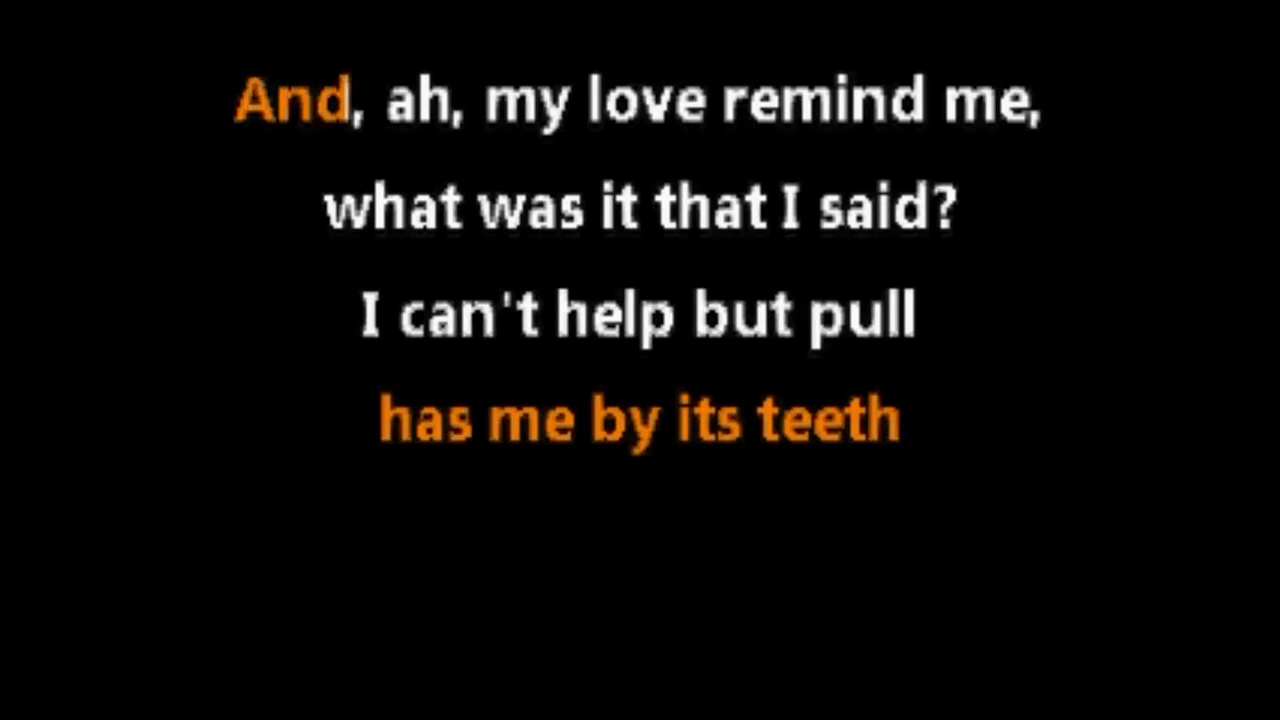 And, ah, my love remind me,
what was it that I said?
I can't help but pull
has me by its teeth